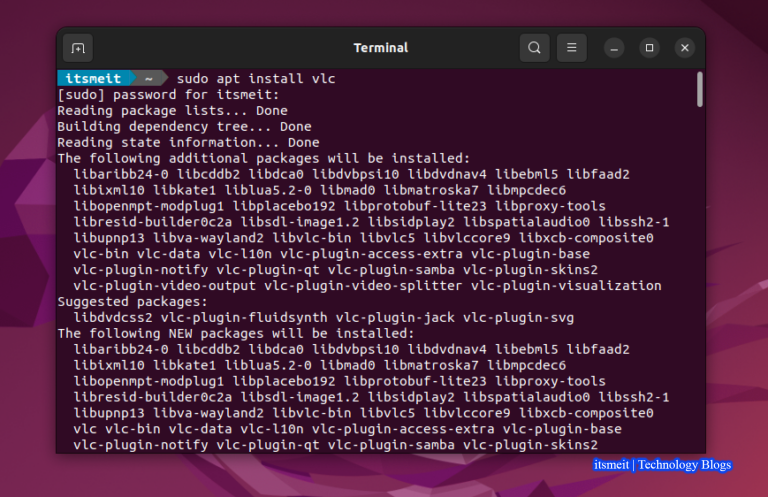 Terminal
itsmeit ~ sudo apt install vlc
[sudo] password for itsmeit:
Reading package lists... Done
Building dependency tree... Done
Reading state information... Done
The following additional packages will be installed:
libaribb24-0 libcddb2 libdca0 libdvbpsi10 libdvdnav4 libebml5 libfaad2
libixml10 libkate1 liblua5.2-0 libmad0 libmatroska7 libmpcdec6
libopenmpt-modplug1 libplacebo192 libprotobuf-lite23 libproxy-tools
libresid-builder0c2a libsdl-image1.2 libsidplay2 libspatialaudio0 libssh2-1
libupnp13 libva-wayland2 libvlc-bin libvlc5 libvlccore9 libxcb-composite0
vlc-bin vlc-data vlc-l10n vlc-plugin-access-extra vlc-plugin-base
vlc-plugin-notify vlc-plugin-qt vlc-plugin-samba vlc-plugin-skins2
vlc-plugin-video-output vlc-plugin-video-splitter vlc-plugin-visualization
Suggested packages:
libdvdcss2 vlc-plugin-fluidsynth vlc-plugin-jack vlc-plugin-svg
The following NEW packages will be installed:
libaribb24-0 libcddb2 libdca0 libdvbpsi10 libdvdnav4 libebml5 libfaad2
libixml10 libkate1 liblua5.2-0 libmad0 libmatroska7 libmpcdec6
libopenmpt-modplug1 libplacebo192 libprotobuf-lite23 libproxy-tools
libresid-builder0c2a libsdl-image1.2 libsidplay2 libspatialaudio0 libssh2-1
libupnp13 libva-wayland2 libvlc-bin libvlc5 libvlccore9 libxcb-composite0
vlc vlc-bin vlc-data vlc-l10n vlc-plugin-access-extra vlc-plugin-base
vlc-plugin-notify vlc-plugin-qt vlc-plugin-samba vlc-plugin-skins2
itsmeit | Technology Blogs